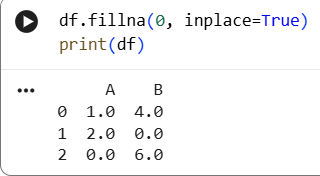 df.fillna(0, inplace=True)
print(df)
     A    B
0  1.0  4.0
1  2.0  0.0
2  0.0  6.0